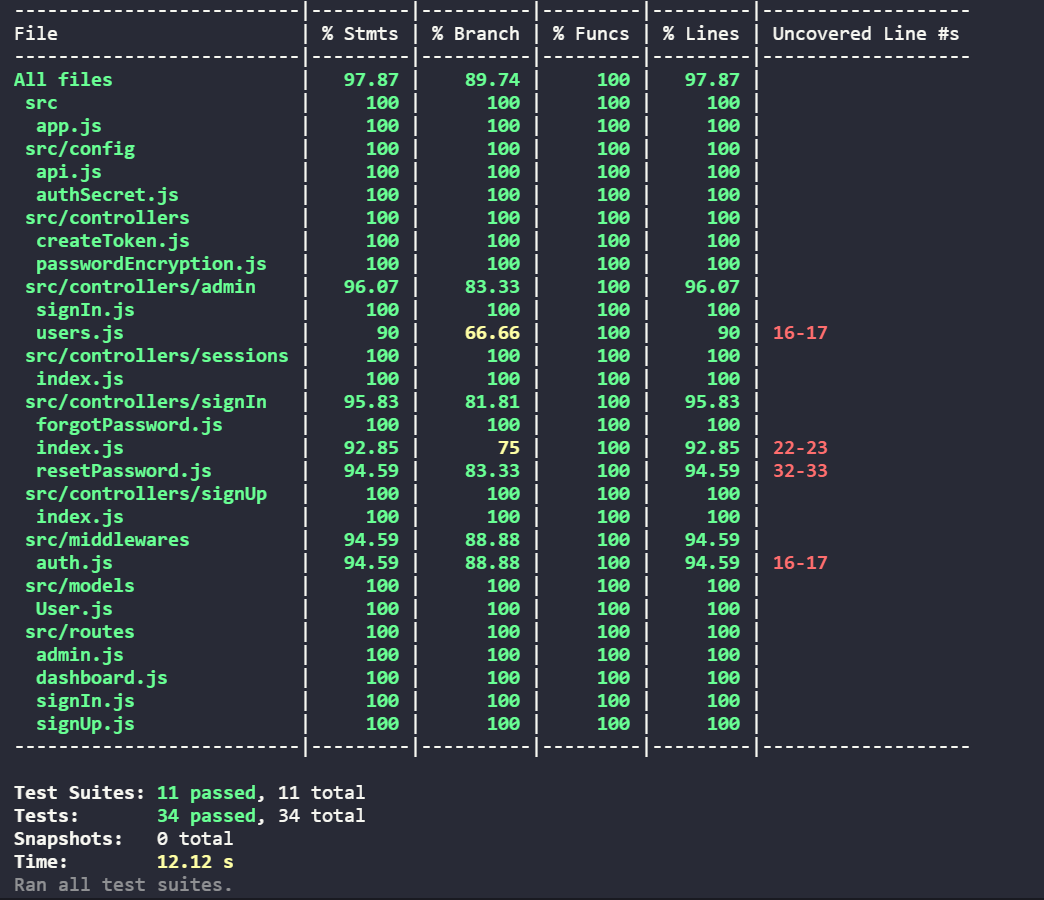 ---------------------------|---------|----------|---------|---------|-------------------
File                       | % Stmts | % Branch | % Funcs | % Lines | Uncovered Line #s
---------------------------|---------|----------|---------|---------|-------------------
All files                  |   97.87 |    89.74 |     100 |   97.87 |
 src                       |     100 |      100 |     100 |     100 |
  app.js                   |     100 |      100 |     100 |     100 |
 src/config                |     100 |      100 |     100 |     100 |
  api.js                   |     100 |      100 |     100 |     100 |
  authSecret.js            |     100 |      100 |     100 |     100 |
 src/controllers           |     100 |      100 |     100 |     100 |
  createToken.js           |     100 |      100 |     100 |     100 |
  passwordEncryption.js    |     100 |      100 |     100 |     100 |
 src/controllers/admin     |   96.07 |    83.33 |     100 |   96.07 |
  signIn.js                |     100 |      100 |     100 |     100 |
  users.js                 |      90 |    66.66 |     100 |      90 | 16-17
 src/controllers/sessions  |     100 |      100 |     100 |     100 |
  index.js                 |     100 |      100 |     100 |     100 |
 src/controllers/signIn    |   95.83 |    81.81 |     100 |   95.83 |
  forgotPassword.js        |     100 |      100 |     100 |     100 |
  index.js                 |   92.85 |       75 |     100 |   92.85 | 22-23
  resetPassword.js         |   94.59 |    83.33 |     100 |   94.59 | 32-33
 src/controllers/signUp    |     100 |      100 |     100 |     100 |
  index.js                 |     100 |      100 |     100 |     100 |
 src/middlewares           |   94.59 |    88.88 |     100 |   94.59 |
  auth.js                  |   94.59 |    88.88 |     100 |   94.59 | 16-17
 src/models                |     100 |      100 |     100 |     100 |
  User.js                  |     100 |      100 |     100 |     100 |
 src/routes                |     100 |      100 |     100 |     100 |
  admin.js                 |     100 |      100 |     100 |     100 |
  dashboard.js             |     100 |      100 |     100 |     100 |
  signIn.js                |     100 |      100 |     100 |     100 |
  signUp.js                |     100 |      100 |     100 |     100 |
---------------------------|---------|----------|---------|---------|-------------------
Test Suites: 11 passed, 11 total
Tests:       34 passed, 34 total
Snapshots:   0 total
Time:        12.12 s
Ran all test suites.